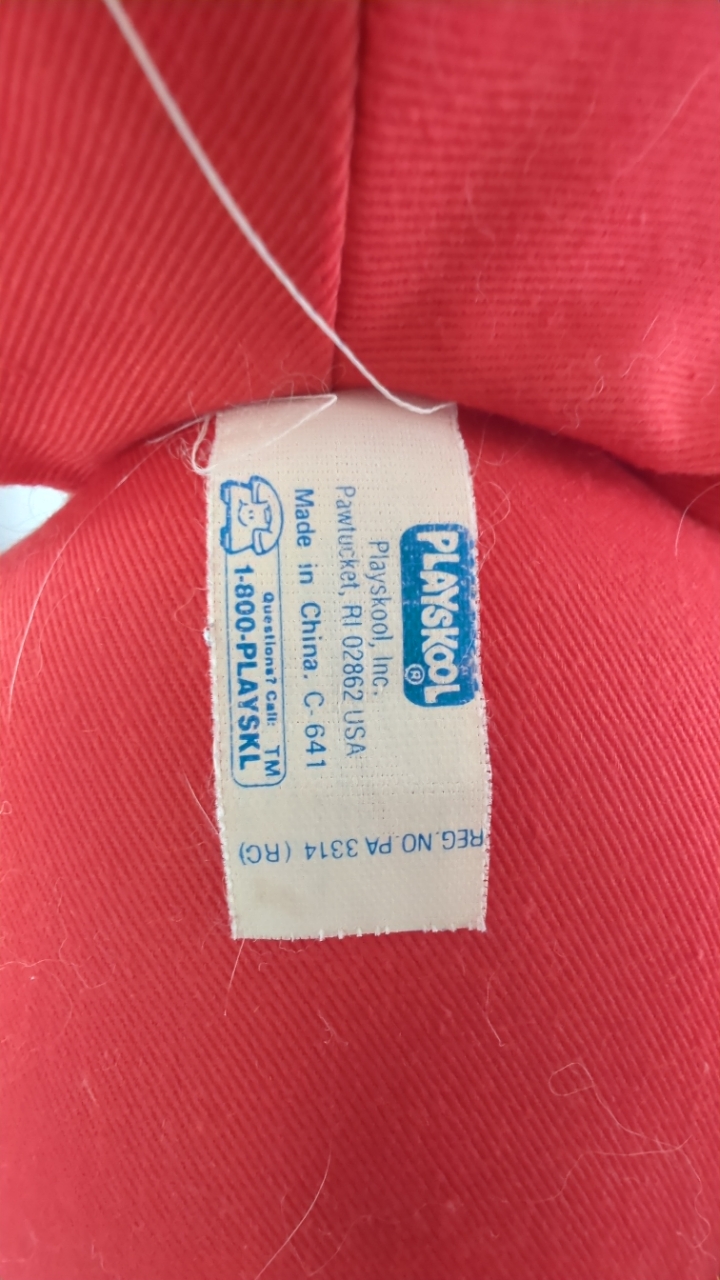 PLAYSKOOL®
Playskool, Inc.
Pawtucket, RI 02862 USA
Made in China. C-641
Questions? Call: TM
1-800-PLAYSKL
REG.NO.PA 3314 (RC)